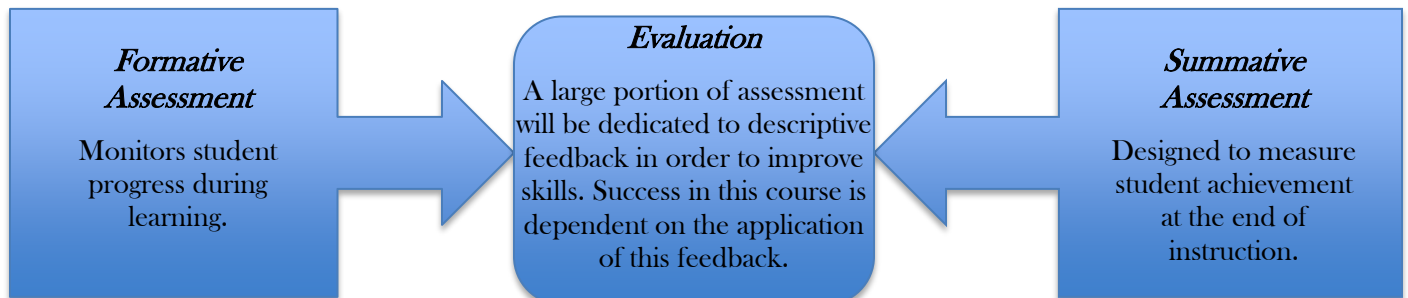 Formative
Assessment
Monitors student
progress during
learning.
Evaluation
A large portion of assessment
will be dedicated to descriptive
feedback in order to improve
skills. Success in this course is
dependent on the application
of this feedback.
Summative
Assessment
Designed to measure
student achievement
at the end of
instruction.